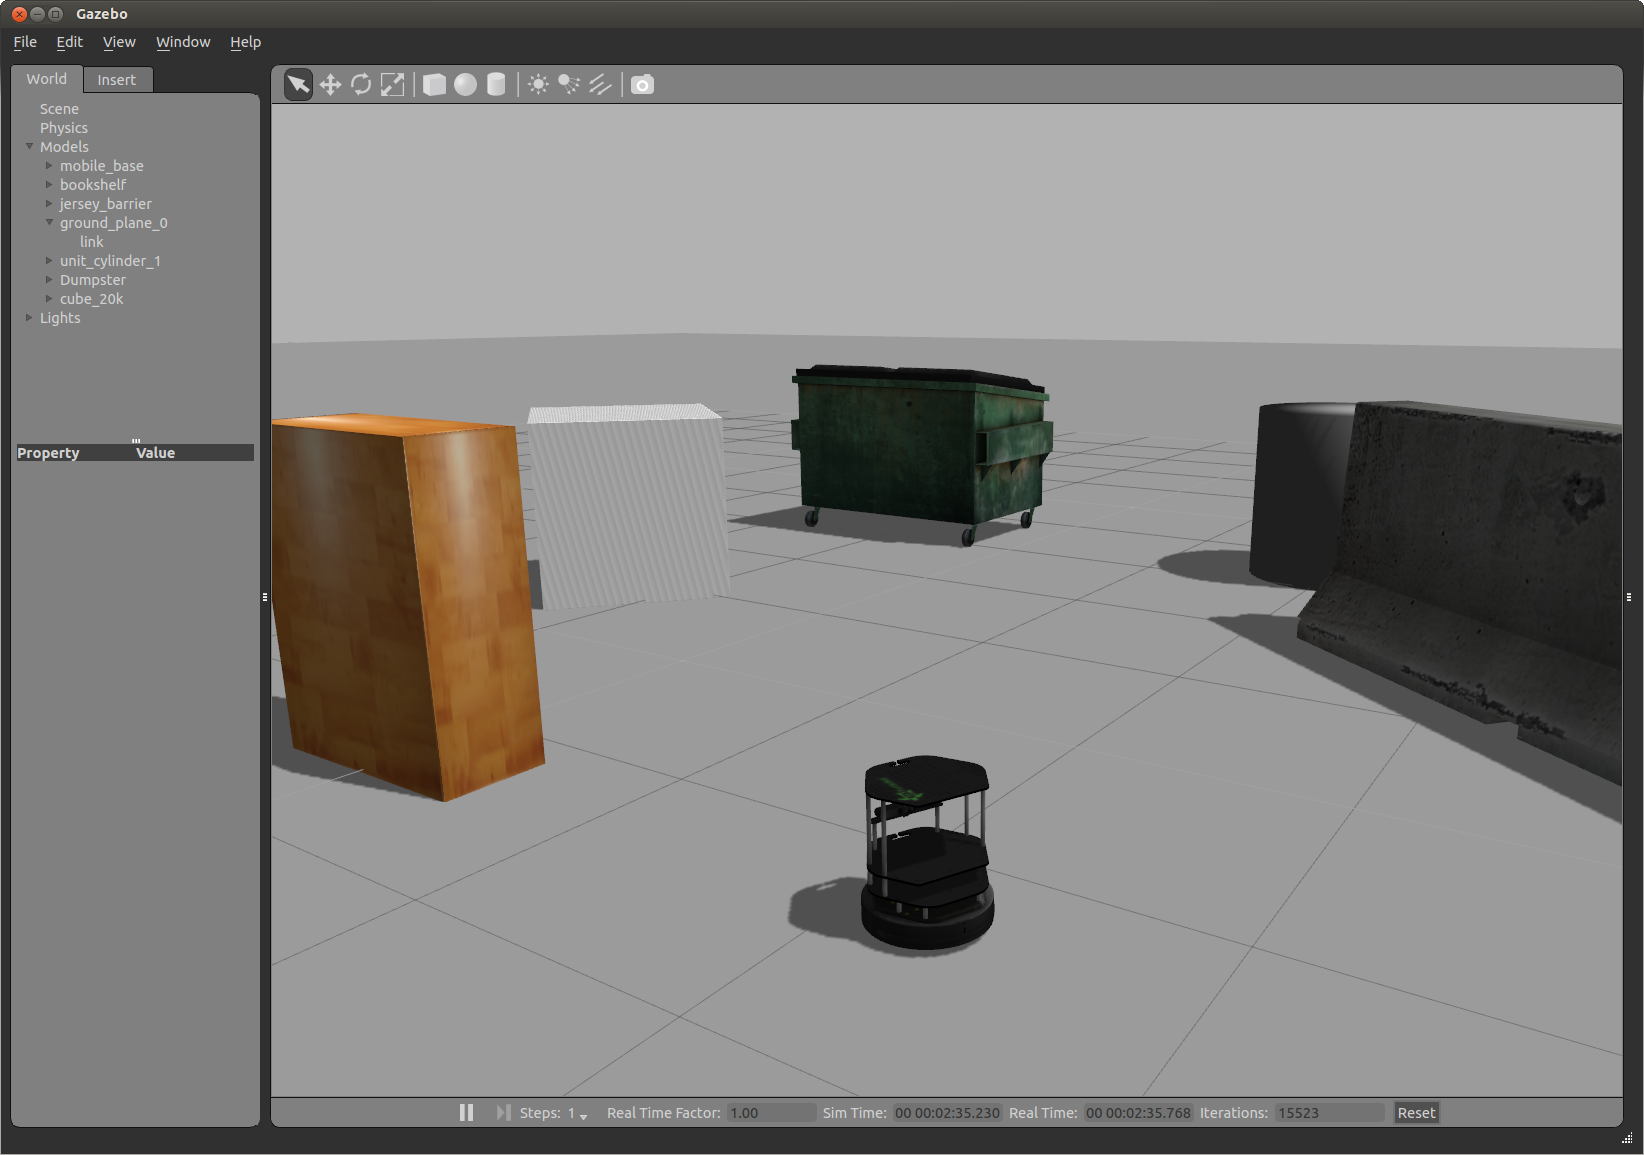 Gazebo
File Edit View Window Help
World Insert
Scene
Physics
Models
mobile_base
bookshelf
jersey_barrier
ground_plane_0
link
unit_cylinder_1
Dumpster
cube_20k
Lights
Property Value
Steps: 1 Real Time Factor: 1.00 Sim Time: 00 00:02:35.230 Real Time: 00 00:02:35.768 Iterations: 15523 Reset